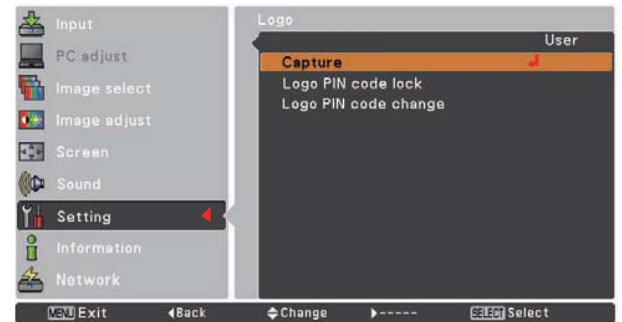 Input
PC adjust
Image select
Image adjust
Screen
Sound
Setting
Information
Network
Logo
User
Capture
Logo PIN code lock
Logo PIN code change
MENU Exit
Back
Change
-----
SELECT Select